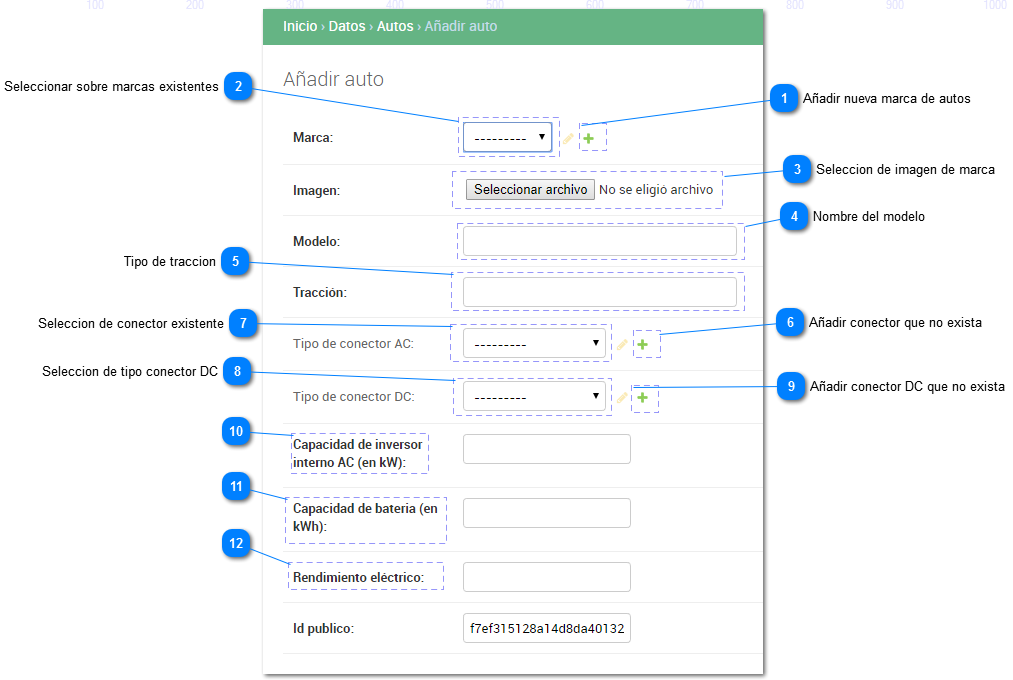 100 200 300 400 500 600 700 800 900 1000
Inicio › Datos › Autos › Añadir auto
Añadir auto
Seleccionar sobre marcas existentes 2
1 Añadir nueva marca de autos
Marca: --------- 
Imagen: Seleccionar archivo No se eligió archivo
3 Seleccion de imagen de marca
4 Nombre del modelo
Modelo:
Tipo de traccion 5
Tracción:
Seleccion de conector existente 7
6 Añadir conector que no exista
Tipo de conector AC: ---------
Seleccion de tipo conector DC 8
9 Añadir conector DC que no exista
Tipo de conector DC: ---------
10
Capacidad de inversor
interno AC (en kW):
11
Capacidad de bateria (en
kWh):
12
Rendimiento eléctrico:
Id publico: f7ef315128a14d8da40132